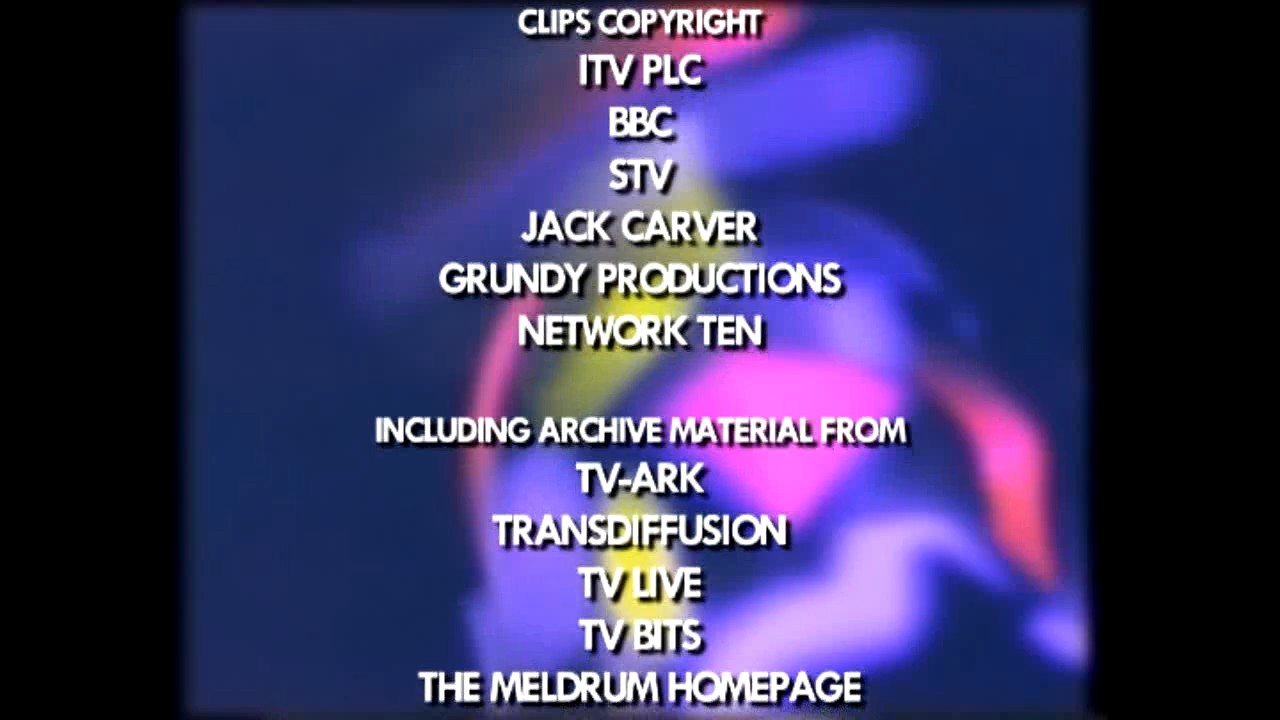 CLIPS COPYRIGHT
ITV PLC
BBC
STV
JACK CARVER
GRUNDY PRODUCTIONS
NETWORK TEN
INCLUDING ARCHIVE MATERIAL FROM
TV-ARK
TRANSDIFFUSION
TV LIVE
TV BITS
THE MELDRUM HOMEPAGE